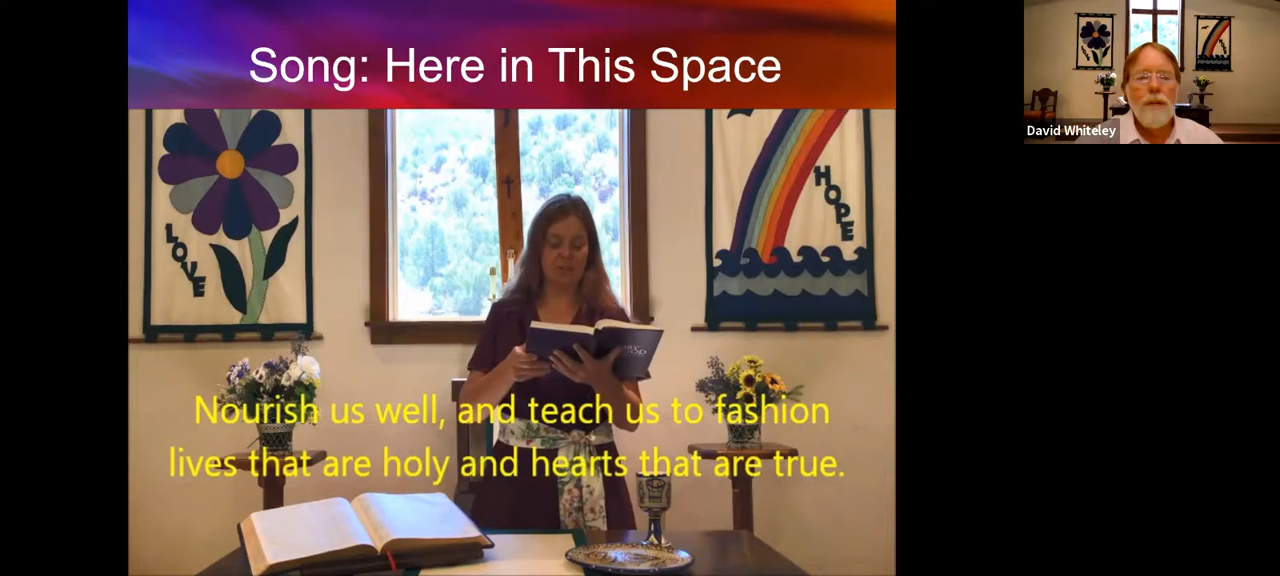 Song: Here in This Space
David Whiteley
LOVE
HOPE
Nourish us well, and teach us to fashion
lives that are holy and hearts that are true.